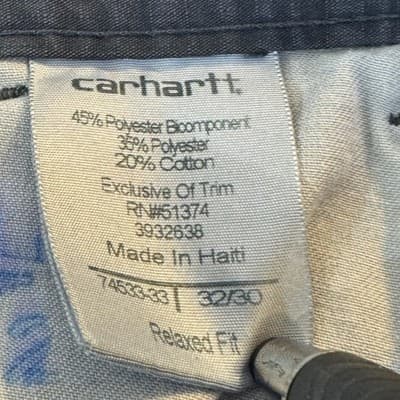 carhartt.
45% Polyester Bicomponent
35% Polyester
20% Cotton
Exclusive Of Trim
RN#51374
3932638
Made In Haiti
74533-33 | 32/30
Relaxed Fit